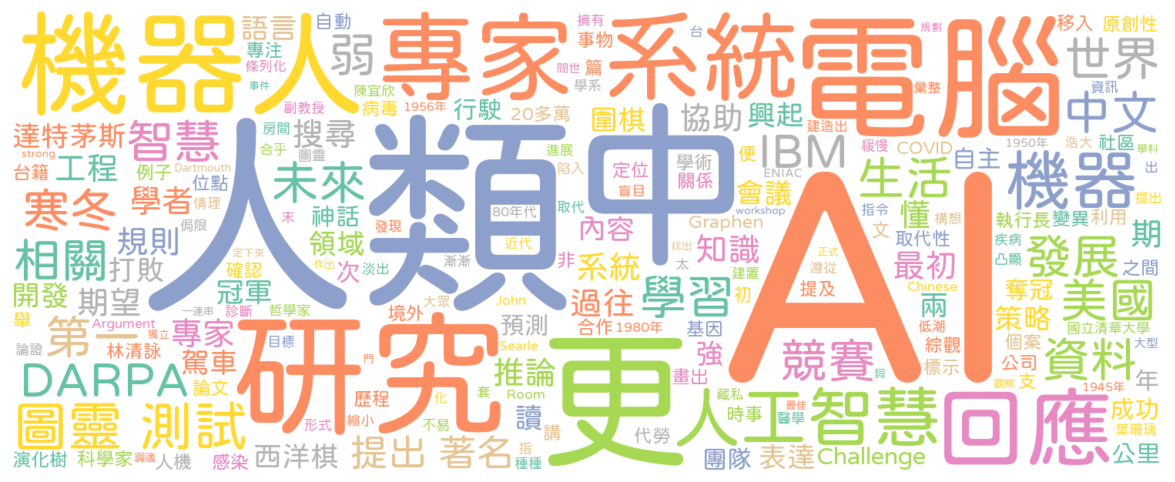 機器人
專家系統
電腦
人類中
AI
研究
更
人工智慧
回應
語言
自動
專注
條列化
事件
弱
陳宜欣
病毒
副教授
1956年
擁有
事物
問世
篇
學系
台
規劃
彙整
移入
原創性
世界
資訊
中文
達特茅斯
strong
台籍
工程
智慧
Dartmouth
例子
房間
合乎
搜尋
圖靈
行駛
20多萬
圍棋
協助
興起
建造出
IBM
緩慢
COVID
1950年
浩大
社區
學科
自主
機器
出
提出
寒冬
學者
位點
情理
侷限
未來
神話
末
進展
陷入
定位
盲目
學術
關係
便
ENIAC
會議
workshop
生活
懂
指令
構想
文
取代性
執行長
變異
利用
期
相關
規則
打敗
領域
定下來
發現
80年代
取代
近代
內容
Graphen
知識
找出
太
正式
遵從
提及
最初
Chinese
疾病
凸顯
發展
之間
開發
期望
次
淡出
漸漸
確認
冠軍
作出
非
系統
建置
初
學習
兩
奪冠
美國
舉
Argument
獨立
一連串
診斷
哲學家
大眾
境外
John
Searle
過往
合作
1980年
基因
預測
低潮
綜觀
策略
國立清華大學
個案
大型
論證
第一
專家
林清詠
目標
駕車
論文
門
歷程
縮小
化
套
Room
推論
強
畫出
競賽
詞
標示
公司
支
觀察
資料
1945年
年
DARPA
圖靈
測試
形式
不易
讀
講
代勞
藏私
時事
最佳
醫學
成功
葉珊瑀
演化樹
科學家
調適
人機
感染
西洋棋
提出
著名
指
種種
團隊
表達
Challenge
公里